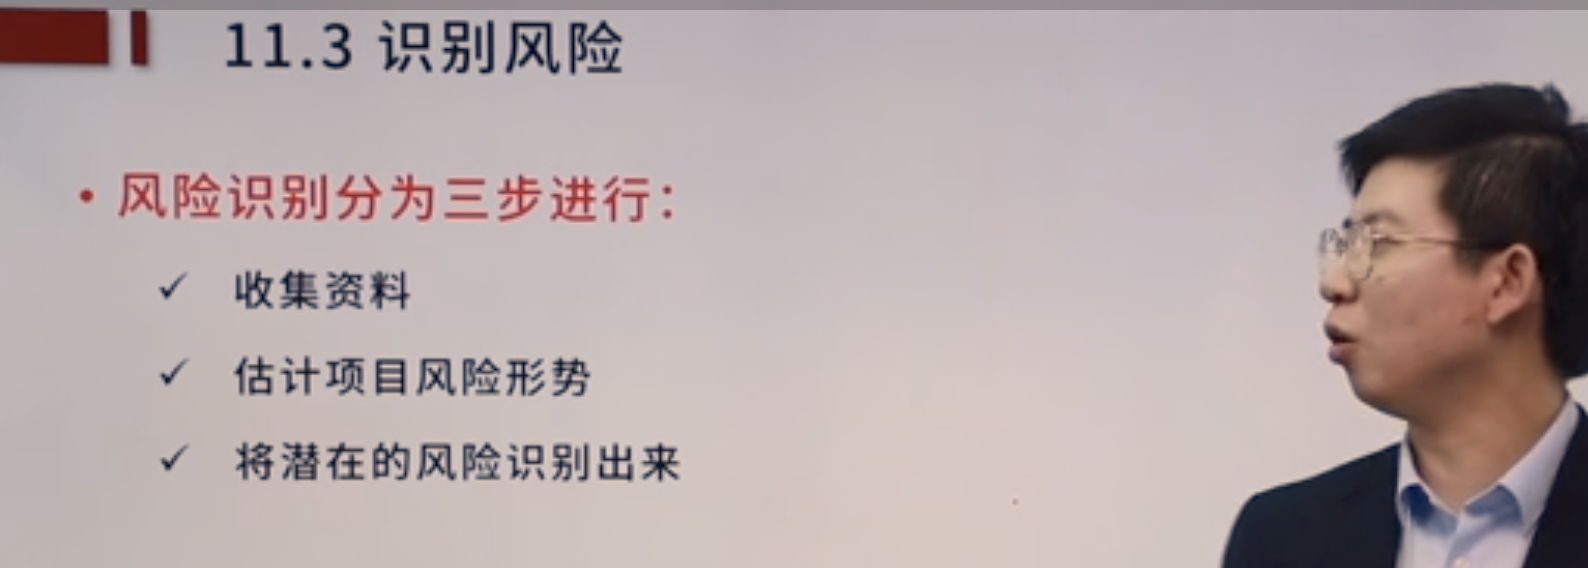 11.3 识别风险
• 风险识别分为三步进行：
✓ 收集资料
✓ 估计项目风险形势
✓ 将潜在的风险识别出来